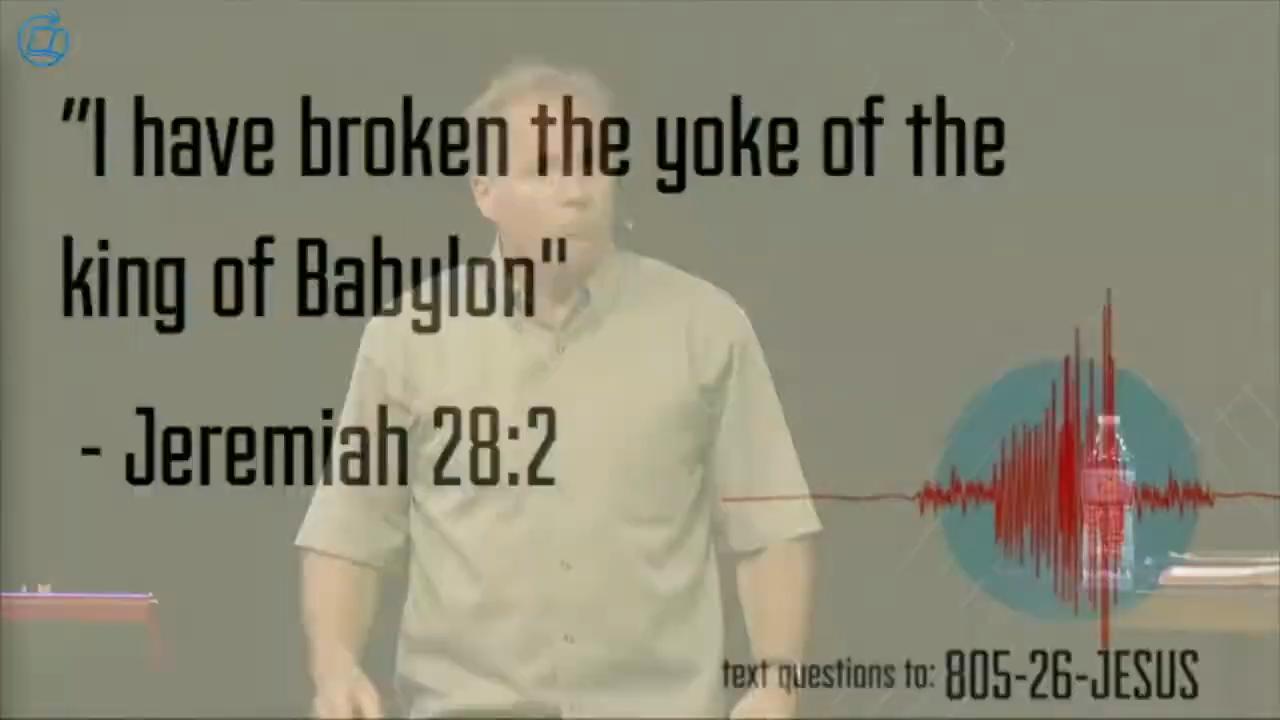 "I have broken the yoke of the
king of Babylon"
- Jeremiah 28:2
text questions to: 805-26-JESUS